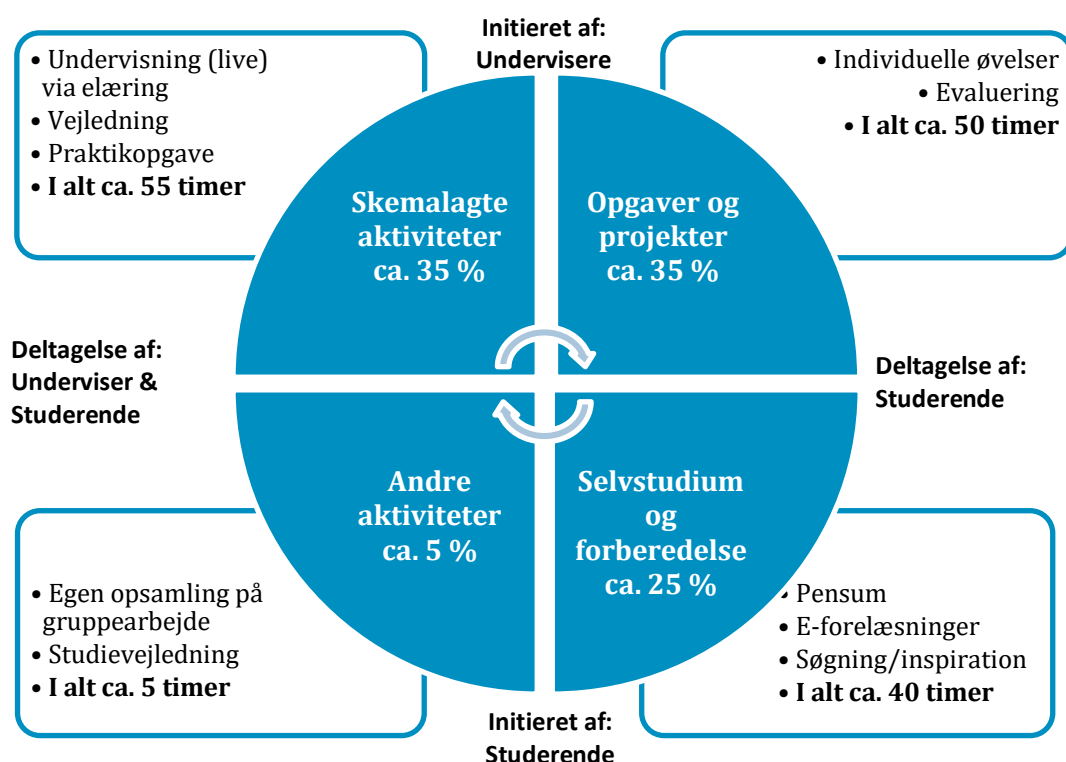 Initieret af:
Undervisere
• Undervisning (live)
via elæring
• Vejledning
• Praktikopgave
• I alt ca. 55 timer
• Individuelle øvelser
• Evaluering
• I alt ca. 50 timer
Skemalagte
aktiviteter
ca. 35 %
Opgaver og
projekter
ca. 35 %
Deltagelse af:
Underviser &
Studerende
Deltagelse af:
Studerende
Andre
aktiviteter
ca. 5 %
Selvstudium
og
forberedelse
ca. 25 %
• Egen opsamling på
gruppearbejde
• Studievejledning
• I alt ca. 5 timer
• Pensum
• E-forelæsninger
• Søgning/inspiration
• I alt ca. 40 timer
Initieret af:
Studerende